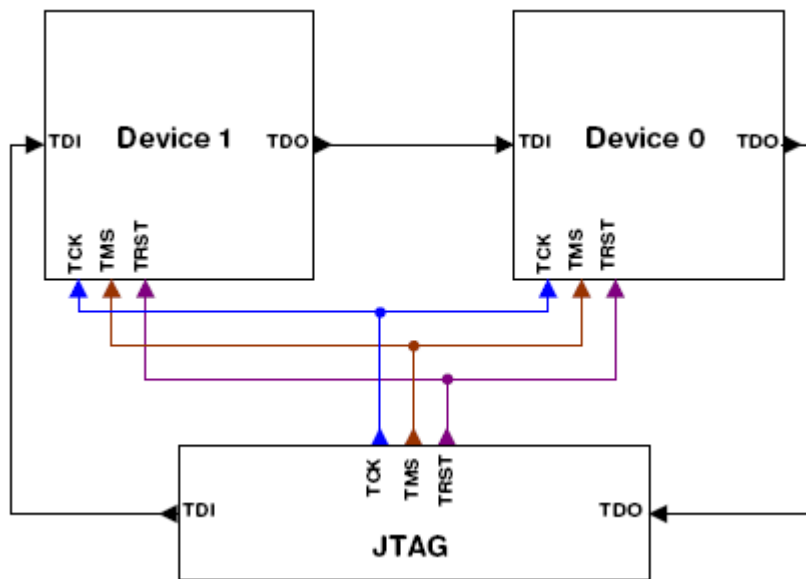 TDI Device 1 TDO
TDI Device 0 TDO
TCK
TMS
TRST
TCK
TMS
TRST
TCK
TMS
TRST
TDI
TDO
JTAG